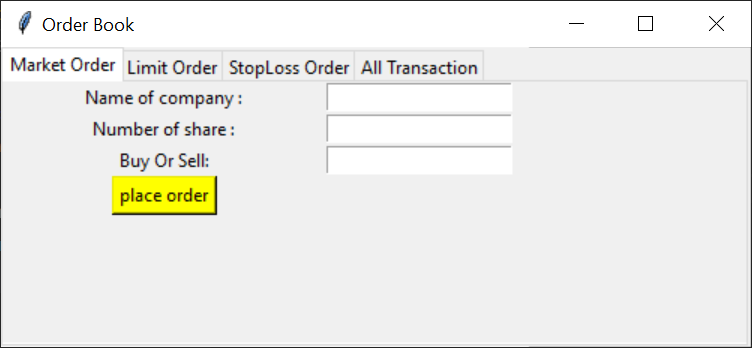 Order Book
Market Order Limit Order StopLoss Order All Transaction
Name of company :
Number of share :
Buy Or Sell:
place order